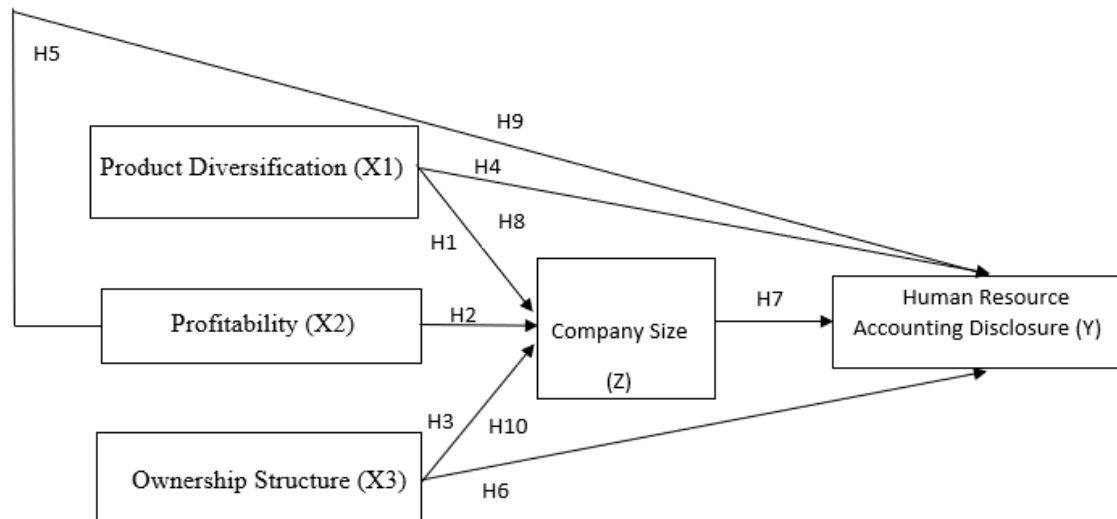 H5
H9
Product Diversification (X1)
H4
H8
H1
Human Resource
Accounting Disclosure (Y)
H7
Profitability (X2)
H2
Company Size
(Z)
H3
H10
Ownership Structure (X3)
H6